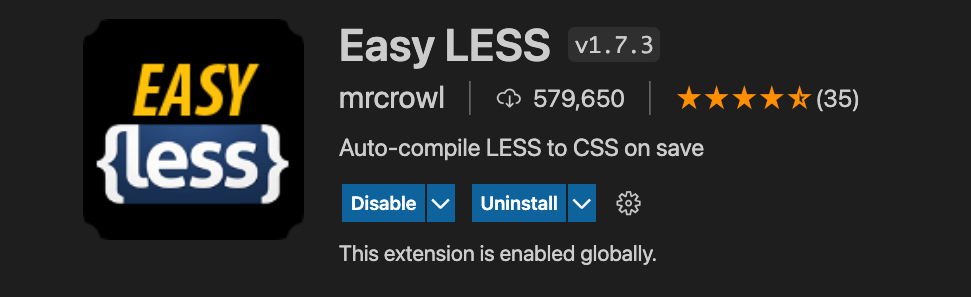 EASY
{less}
Easy LESS v1.7.3
mrcrowl 579,650 (35)
Auto-compile LESS to CSS on save
Disable Uninstall
This extension is enabled globally.